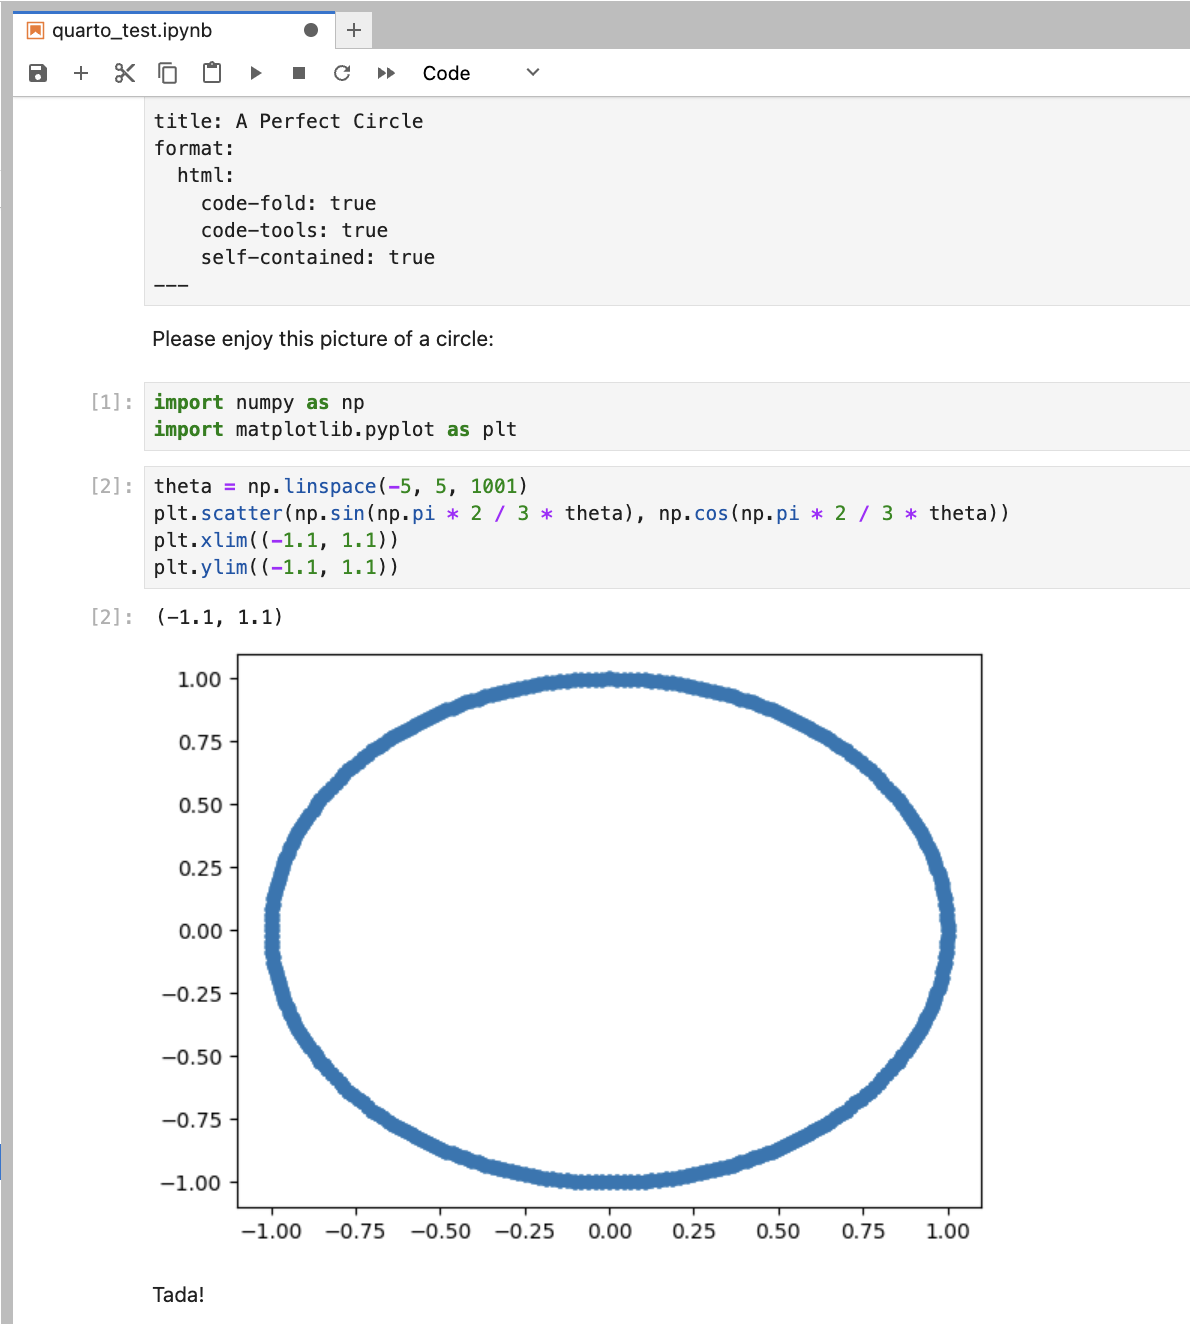 quarto_test.ipynb
Code
title: A Perfect Circle
format:
  html:
    code-fold: true
    code-tools: true
    self-contained: true
---
Please enjoy this picture of a circle:
[1]: import numpy as np
import matplotlib.pyplot as plt
[2]: theta = np.linspace(-5, 5, 1001)
plt.scatter(np.sin(np.pi * 2 / 3 * theta), np.cos(np.pi * 2 / 3 * theta))
plt.xlim((-1.1, 1.1))
plt.ylim((-1.1, 1.1))
[2]: (-1.1, 1.1)
1.00
0.75
0.50
0.25
0.00
−0.25
−0.50
−0.75
−1.00
−1.00 −0.75 −0.50 −0.25 0.00 0.25 0.50 0.75 1.00
Tada!